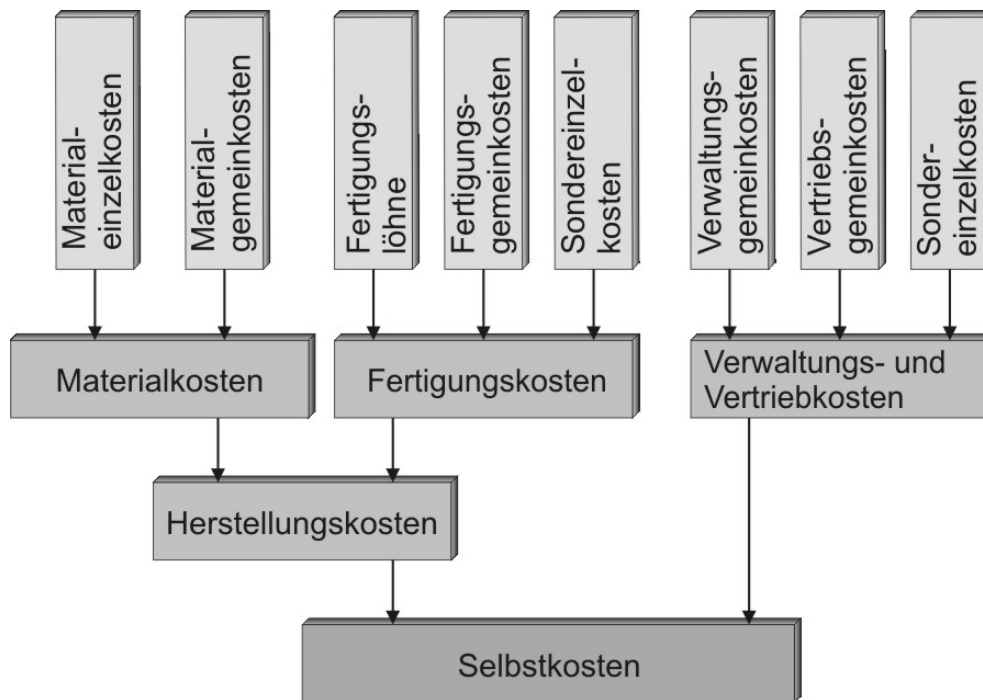 Material-
einzelkosten
Material-
gemeinkosten
Fertigungs-
löhne
Fertigungs-
gemeinkosten
Sondereinzel-
kosten
Verwaltungs-
gemeinkosten
Vertriebs-
gemeinkosten
Sonder-
einzelkosten
Materialkosten
Fertigungskosten
Verwaltungs- und
Vertriebkosten
Herstellungskosten
Selbstkosten